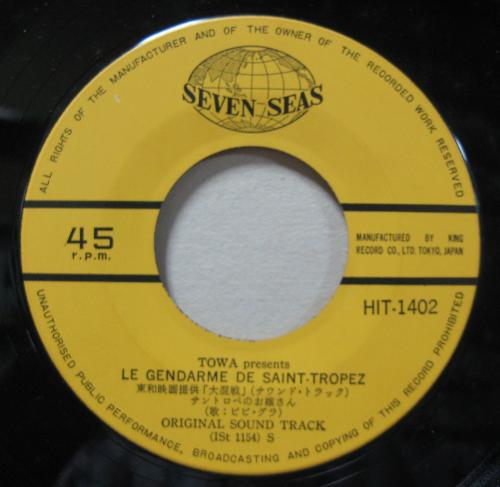 ALL RIGHTS OF THE MANUFACTURER AND OF THE OWNER OF THE RECORDED WORK RESERVED
SEVEN SEAS
45
r.p.m.
MANUFACTURED BY KING
RECORD CO., LTD. TOKYO, JAPAN
HIT-1402
TOWA presents
LE GENDARME DE SAINT-TROPEZ
東和映画提供「大混戦」(サウンド・トラック)
サントロペのお嬢さん
(歌:ピピ・グラ)
ORIGINAL SOUND TRACK
(ISt 1154) S
UNAUTHORISED PUBLIC PERFORMANCE, BROADCASTING AND COPYING OF THIS RECORD PROHIBITED